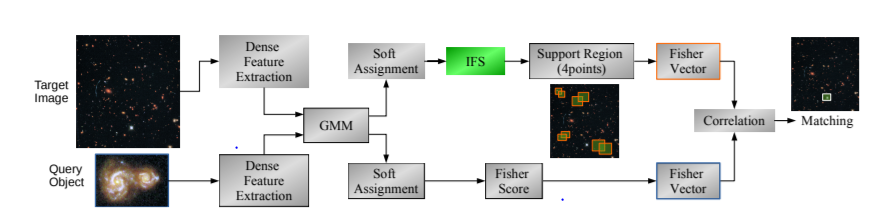 Target
Image
Dense
Feature
Extraction
Soft
Assignment
IFS
Support Region
(4points)
Fisher
Vector
GMM
Correlation
Matching
Query
Object
Dense
Feature
Extraction
Soft
Assignment
Fisher
Score
Fisher
Vector